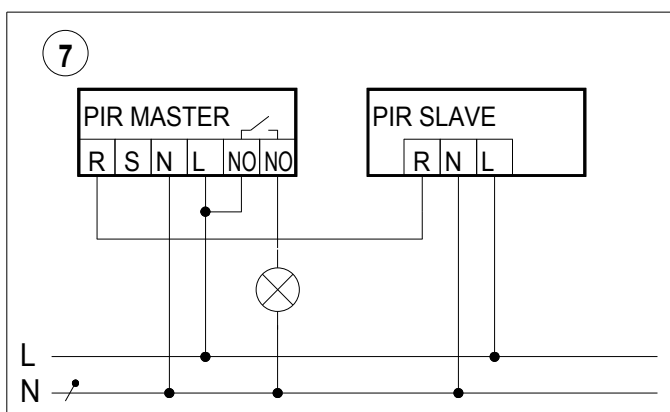 7
PIR MASTER
R S N L NO NO
PIR SLAVE
R N L
L
N